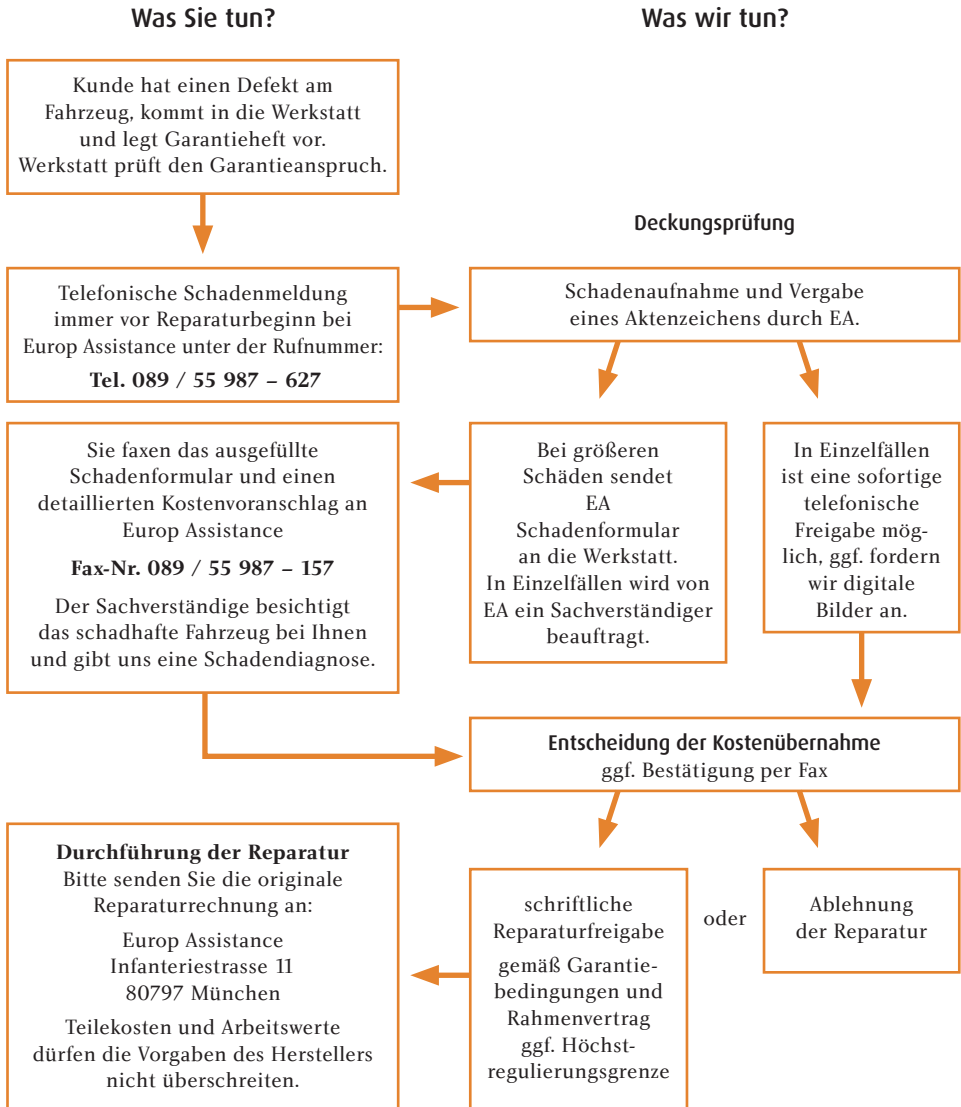 Was Sie tun?
Was wir tun?
Kunde hat einen Defekt am
Fahrzeug, kommt in die Werkstatt
und legt Garantieheft vor.
Werkstatt prüft den Garantieanspruch.
Deckungsprüfung
Telefonische Schadenmeldung
immer vor Reparaturbeginn bei
Europ Assistance unter der Rufnummer:
Tel. 089 / 55 987 – 627
Schadenaufnahme und Vergabe
eines Aktenzeichens durch EA.
Sie faxen das ausgefüllte
Schadenformular und einen
detaillierten Kostenvoranschlag an
Europ Assistance
Fax-Nr. 089 / 55 987 – 157
Der Sachverständige besichtigt
das schadhafte Fahrzeug bei Ihnen
und gibt uns eine Schadendiagnose.
Bei größeren
Schäden sendet
EA
Schadenformular
an die Werkstatt.
In Einzelfällen wird von
EA ein Sachverständiger
beauftragt.
In Einzelfällen
ist eine sofortige
telefonische
Freigabe mög-
lich, ggf. fordern
wir digitale
Bilder an.
Entscheidung der Kostenübernahme
ggf. Bestätigung per Fax
Durchführung der Reparatur
Bitte senden Sie die originale
Reparaturrechnung an:
Europ Assistance
Infanteriestrasse 11
80797 München
Teilekosten und Arbeitswerte
dürfen die Vorgaben des Herstellers
nicht überschreiten.
schriftliche
Reparaturfreigabe
gemäß Garantie-
bedingungen und
Rahmenvertrag
ggf. Höchst-
regulierungsgrenze
oder
Ablehnung
der Reparatur